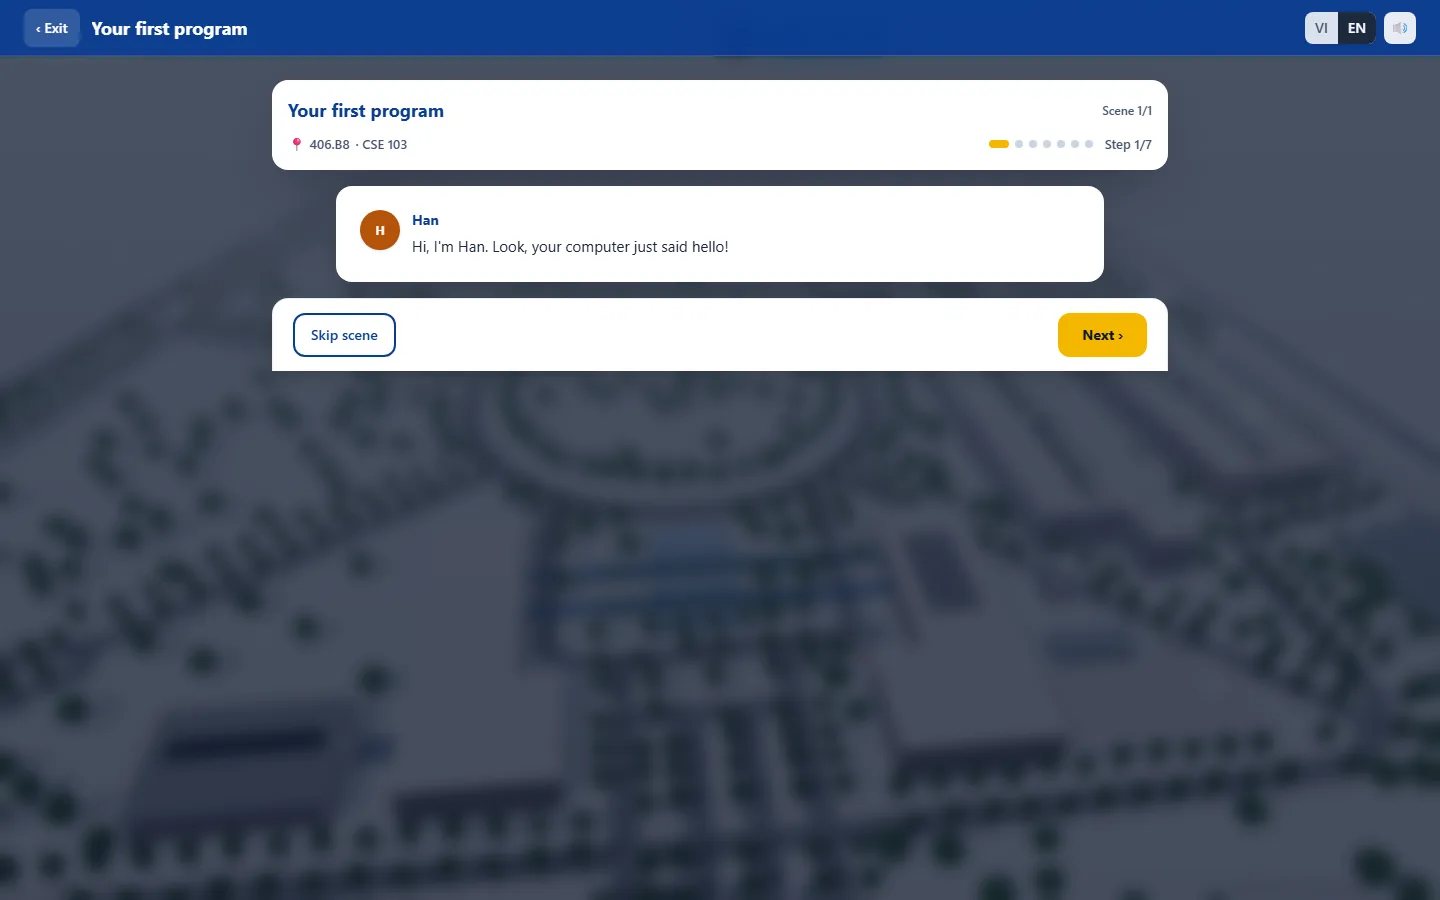 ‹ Exit
Your first program
VI
EN
Your first program
Scene 1/1
406.B8 · CSE 103
Step 1/7
H
Han
Hi, I'm Han. Look, your computer just said hello!
Skip scene
Next ›